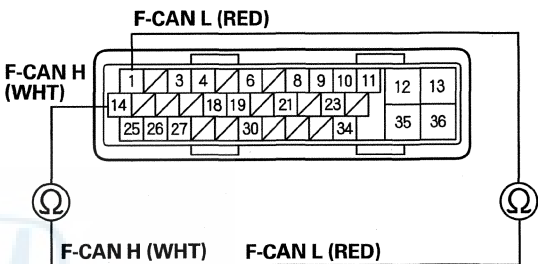 F-CAN L (RED)
F-CAN H
(WHT)
1 3 4 6 8 9 10 11 12 13
14 18 19 21 23
25 26 27 30 34 35 36
Ω Ω
F-CAN H (WHT) F-CAN L (RED)